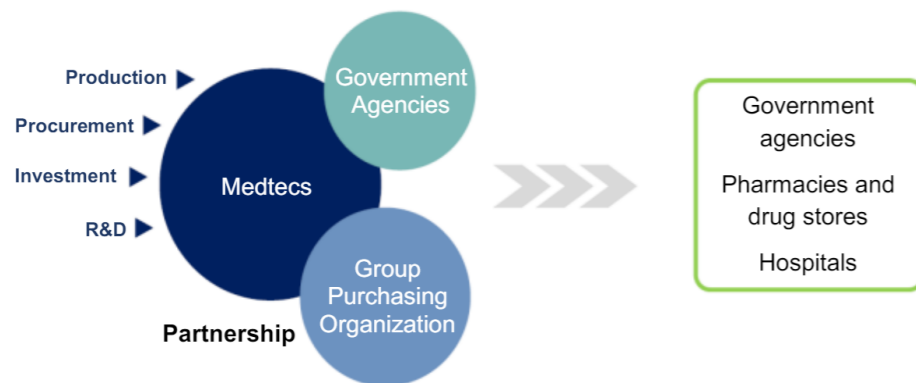 Production
Procurement
Investment
R&D
Medtecs
Government
Agencies
Group
Purchasing
Organization
Partnership
Government
agencies
Pharmacies and
drug stores
Hospitals